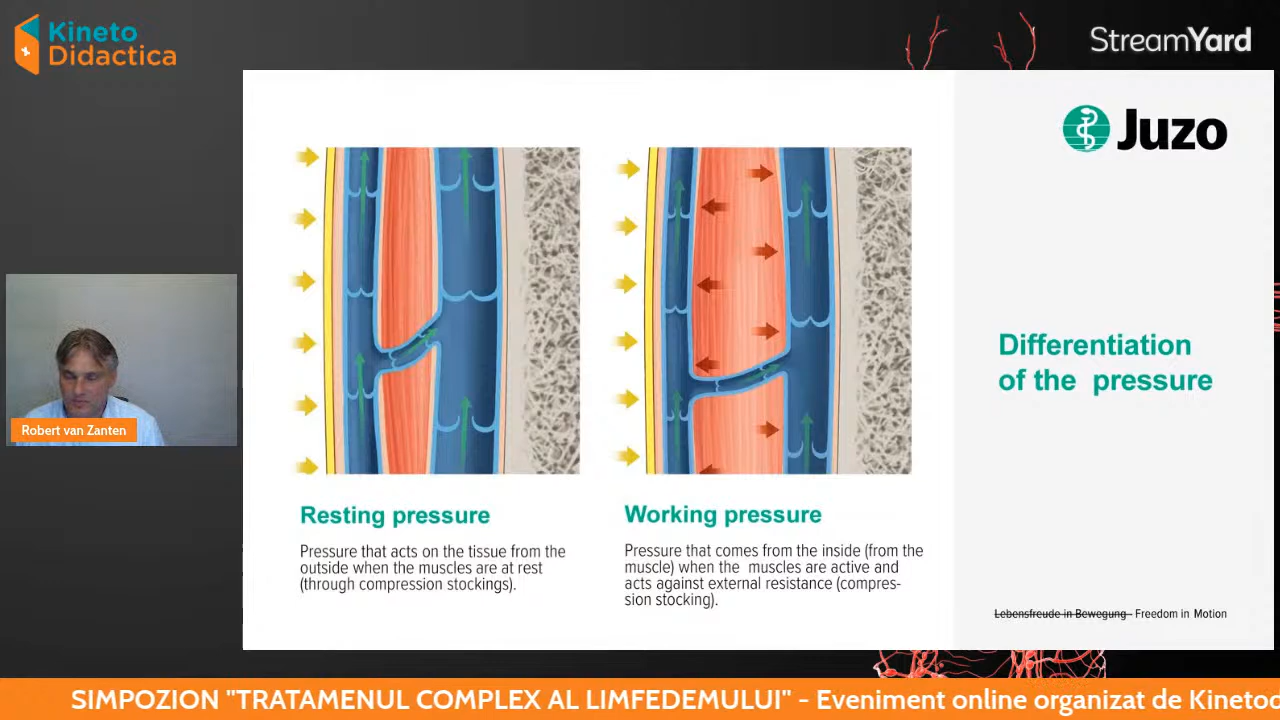 Kineto
Didactica
StreamYard
Juzo
Differentiation
of the pressure
Robert van Zanten
Resting pressure
Pressure that acts on the tissue from the
outside when the muscles are at rest
(through compression stockings).
Working pressure
Pressure that comes from the inside (from the
muscle) when the muscles are active and
acts against external resistance (compres-
sion stocking).
Lebensfreude in Bewegung - Freedom in Motion
SIMPOZION "TRATAMENUL COMPLEX AL LIMFEDEMULUI" - Eveniment online organizat de